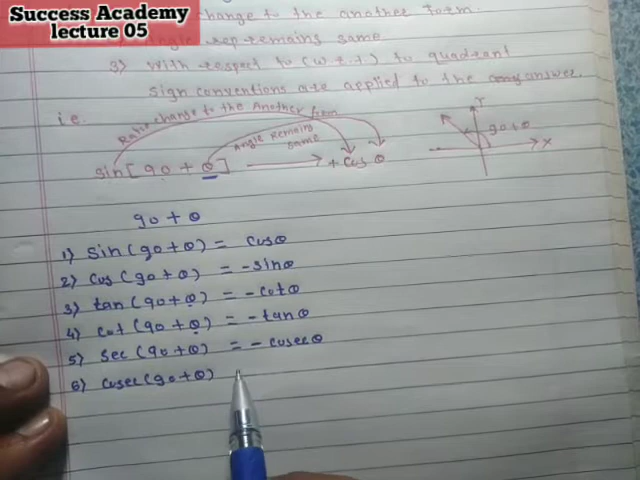 Success Academy
lecture 05
change to the another form.
angle rep remains same
3) With respect to (w.r.t) to quadrant
sign conventions are applied to the answer.
i.e.
Ratio change to the Another form
Angle Remains
same
sin[90 + θ] → + Cos θ
Y
90+θ
X
90 + θ
1) sin(90+θ) = cosθ
2) Cos (90+θ) = -sinθ
3) tan (90+θ) = - cotθ
4) cot (90+θ) = - tanθ
5) sec (90+θ) = - cosecθ
6) cosec(90+θ)